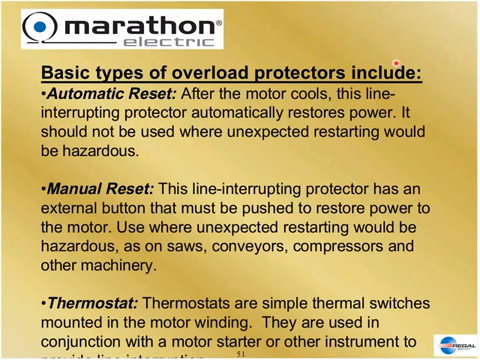 marathon®
electric
Basic types of overload protectors include:
•Automatic Reset: After the motor cools, this line-
interrupting protector automatically restores power. It
should not be used where unexpected restarting would
be hazardous.
•Manual Reset: This line-interrupting protector has an
external button that must be pushed to restore power to
the motor. Use where unexpected restarting would be
hazardous, as on saws, conveyors, compressors and
other machinery.
•Thermostat: Thermostats are simple thermal switches
mounted in the motor winding. They are used in
conjunction with a motor starter or other instrument to
provide line interruption.
51
REGAL